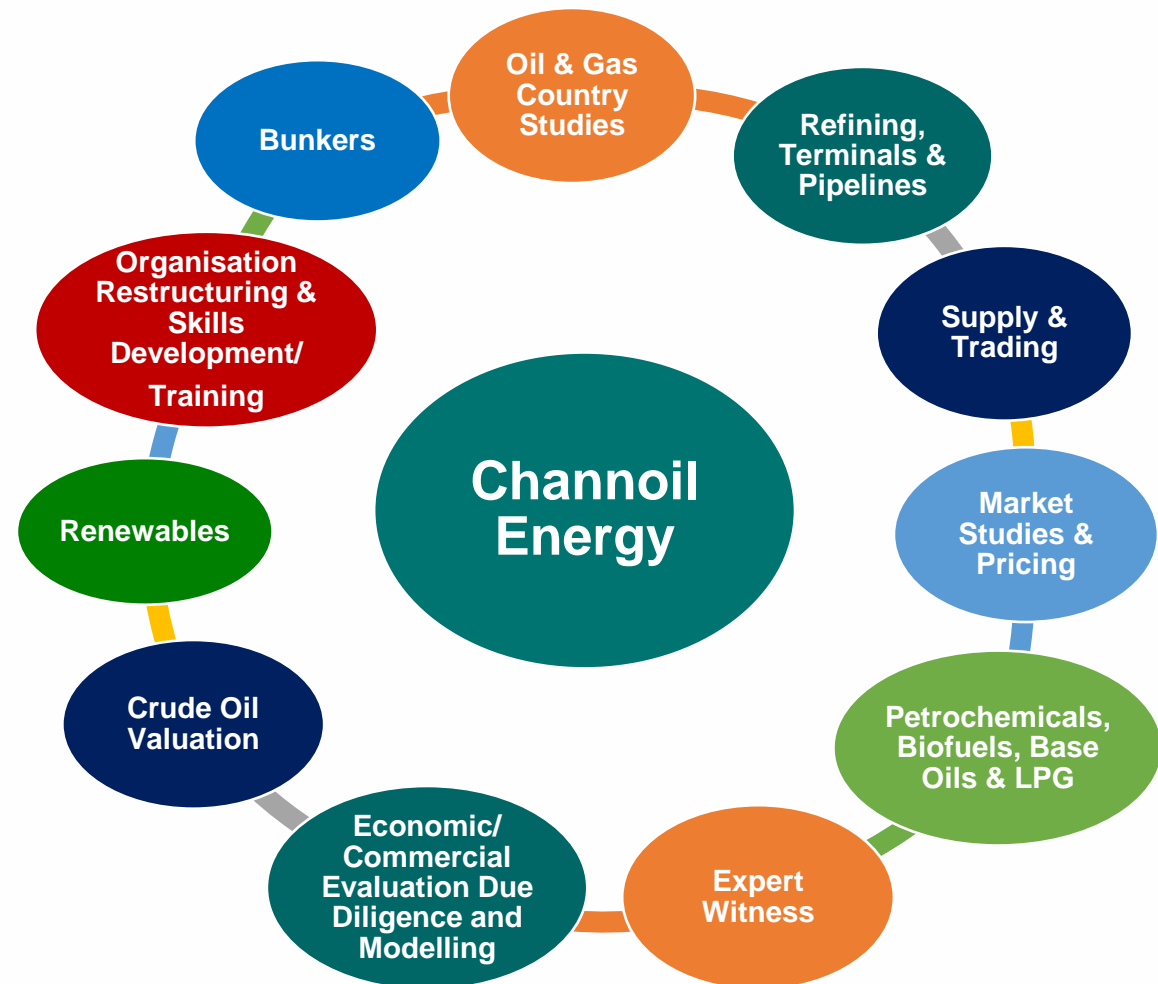 Oil & Gas
Country
Studies
Refining,
Terminals &
Pipelines
Supply &
Trading
Market
Studies &
Pricing
Petrochemicals,
Biofuels, Base
Oils & LPG
Expert
Witness
Economic/
Commercial
Evaluation Due
Diligence and
Modelling
Crude Oil
Valuation
Renewables
Organisation
Restructuring &
Skills
Development/
Training
Bunkers
Channoil
Energy